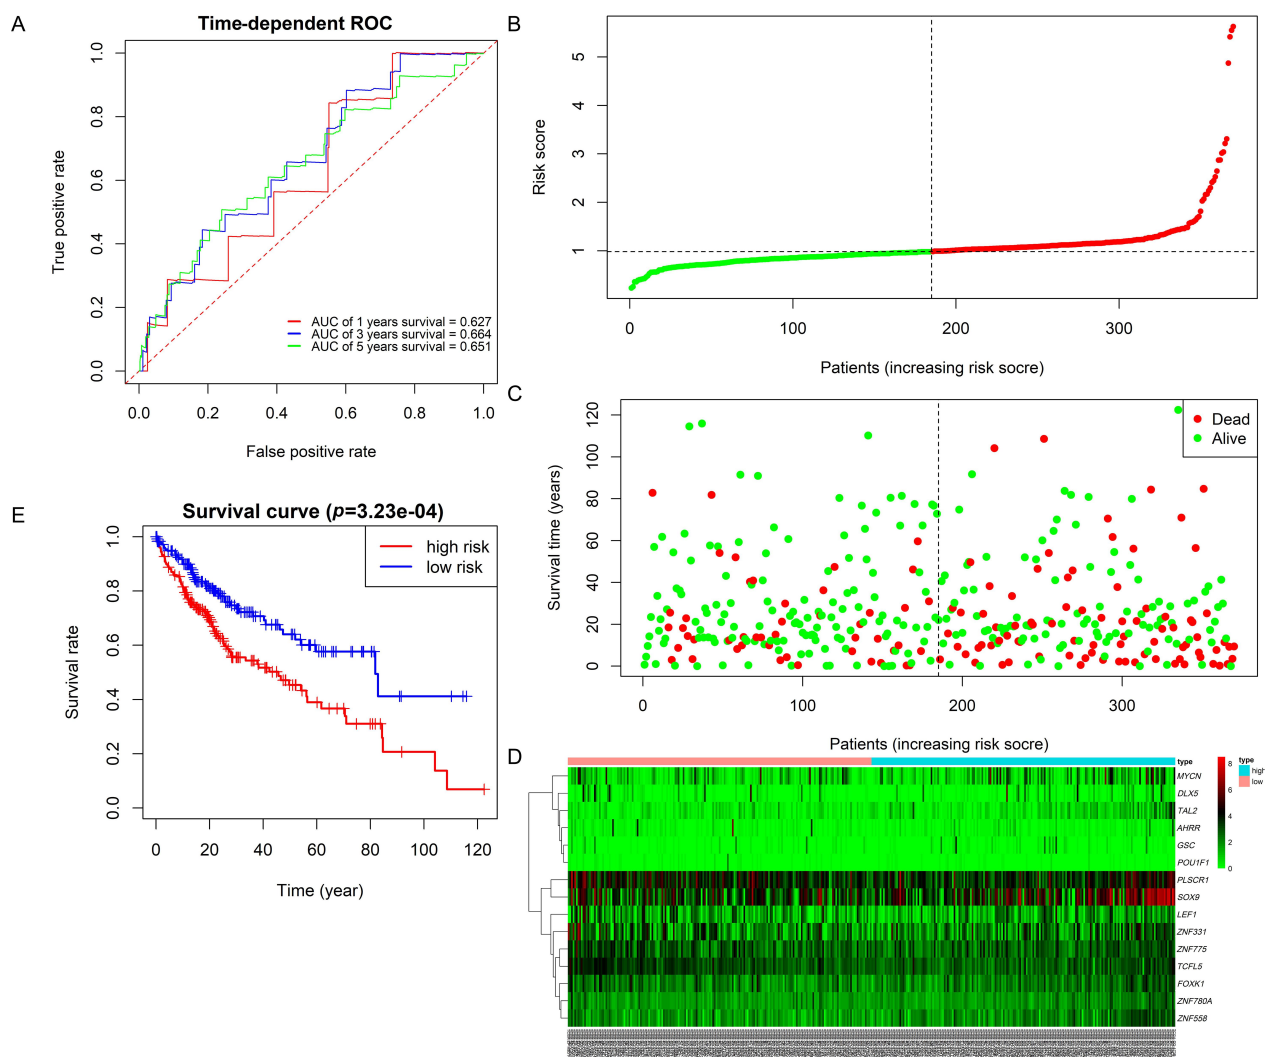 A
Time-dependent ROC
True positive rate
0.0
0.2
0.4
0.6
0.8
1.0
AUC of 1 years survival = 0.627
AUC of 3 years survival = 0.664
AUC of 5 years survival = 0.651
0.0
0.2
0.4
0.6
0.8
1.0
False positive rate
B
Risk score
1
2
3
4
5
0
100
200
300
Patients (increasing risk socre)
C
Survival time (years)
0
20
40
60
80
100
120
Dead
Alive
0
100
200
300
Patients (increasing risk socre)
D
type
MYCN
DLX5
TAL2
AHRR
GSC
POU1F1
PLSCR1
SOX9
LEF1
ZNF331
ZNF775
TCFL5
FOXK1
ZNF780A
ZNF558
8
6
4
2
0
type
high
low
E
Survival curve (p=3.23e-04)
Survival rate
0.0
0.2
0.4
0.6
0.8
1.0
high risk
low risk
0
20
40
60
80
100
120
Time (year)